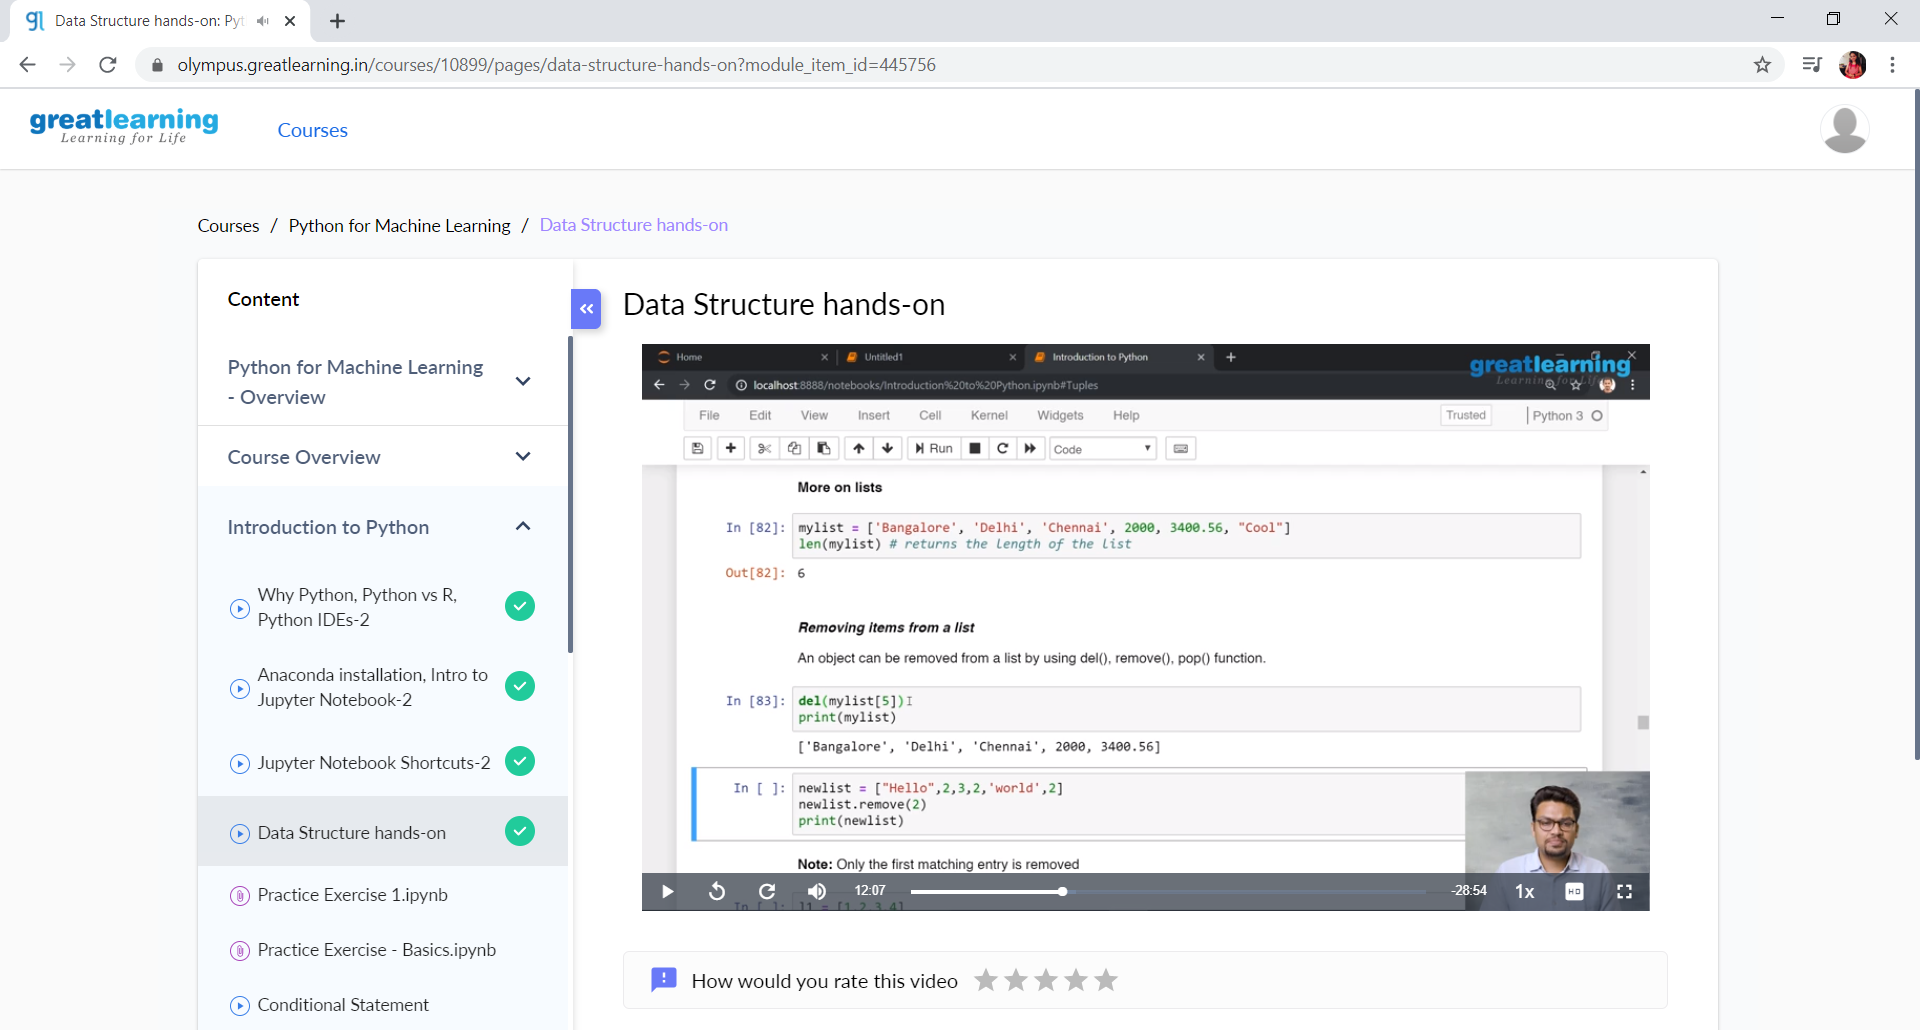 Data Structure hands-on: Pyt
olympus.greatlearning.in/courses/10899/pages/data-structure-hands-on?module_item_id=445756
greatlearning
Learning for Life
Courses
Courses / Python for Machine Learning / Data Structure hands-on
Content
Python for Machine Learning
- Overview
Course Overview
Introduction to Python
Why Python, Python vs R,
Python IDEs-2
Anaconda installation, Intro to
Jupyter Notebook-2
Jupyter Notebook Shortcuts-2
Data Structure hands-on
Practice Exercise 1.ipynb
Practice Exercise - Basics.ipynb
Conditional Statement
Data Structure hands-on
Home
Untitled1
Introduction to Python
greatlearning
Learning for Life
localhost:8888/notebooks/Introduction%20to%20Python.ipynb#Tuples
File Edit View Insert Cell Kernel Widgets Help
Trusted
Python 3
Run
Code
More on lists
In [82]: mylist = ['Bangalore', 'Delhi', 'Chennai', 2000, 3400.56, "Cool"]
len(mylist) # returns the length of the list
Out[82]: 6
Removing items from a list
An object can be removed from a list by using del(), remove(), pop() function.
In [83]: del(mylist[5])
print(mylist)
['Bangalore', 'Delhi', 'Chennai', 2000, 3400.56]
In [ ]: newlist = ["Hello",2,3,2,'world',2]
newlist.remove(2)
print(newlist)
Note: Only the first matching entry is removed
In [ ]: l1 = [1,2,3,4]
12:07
-28:54
1x
HD
How would you rate this video